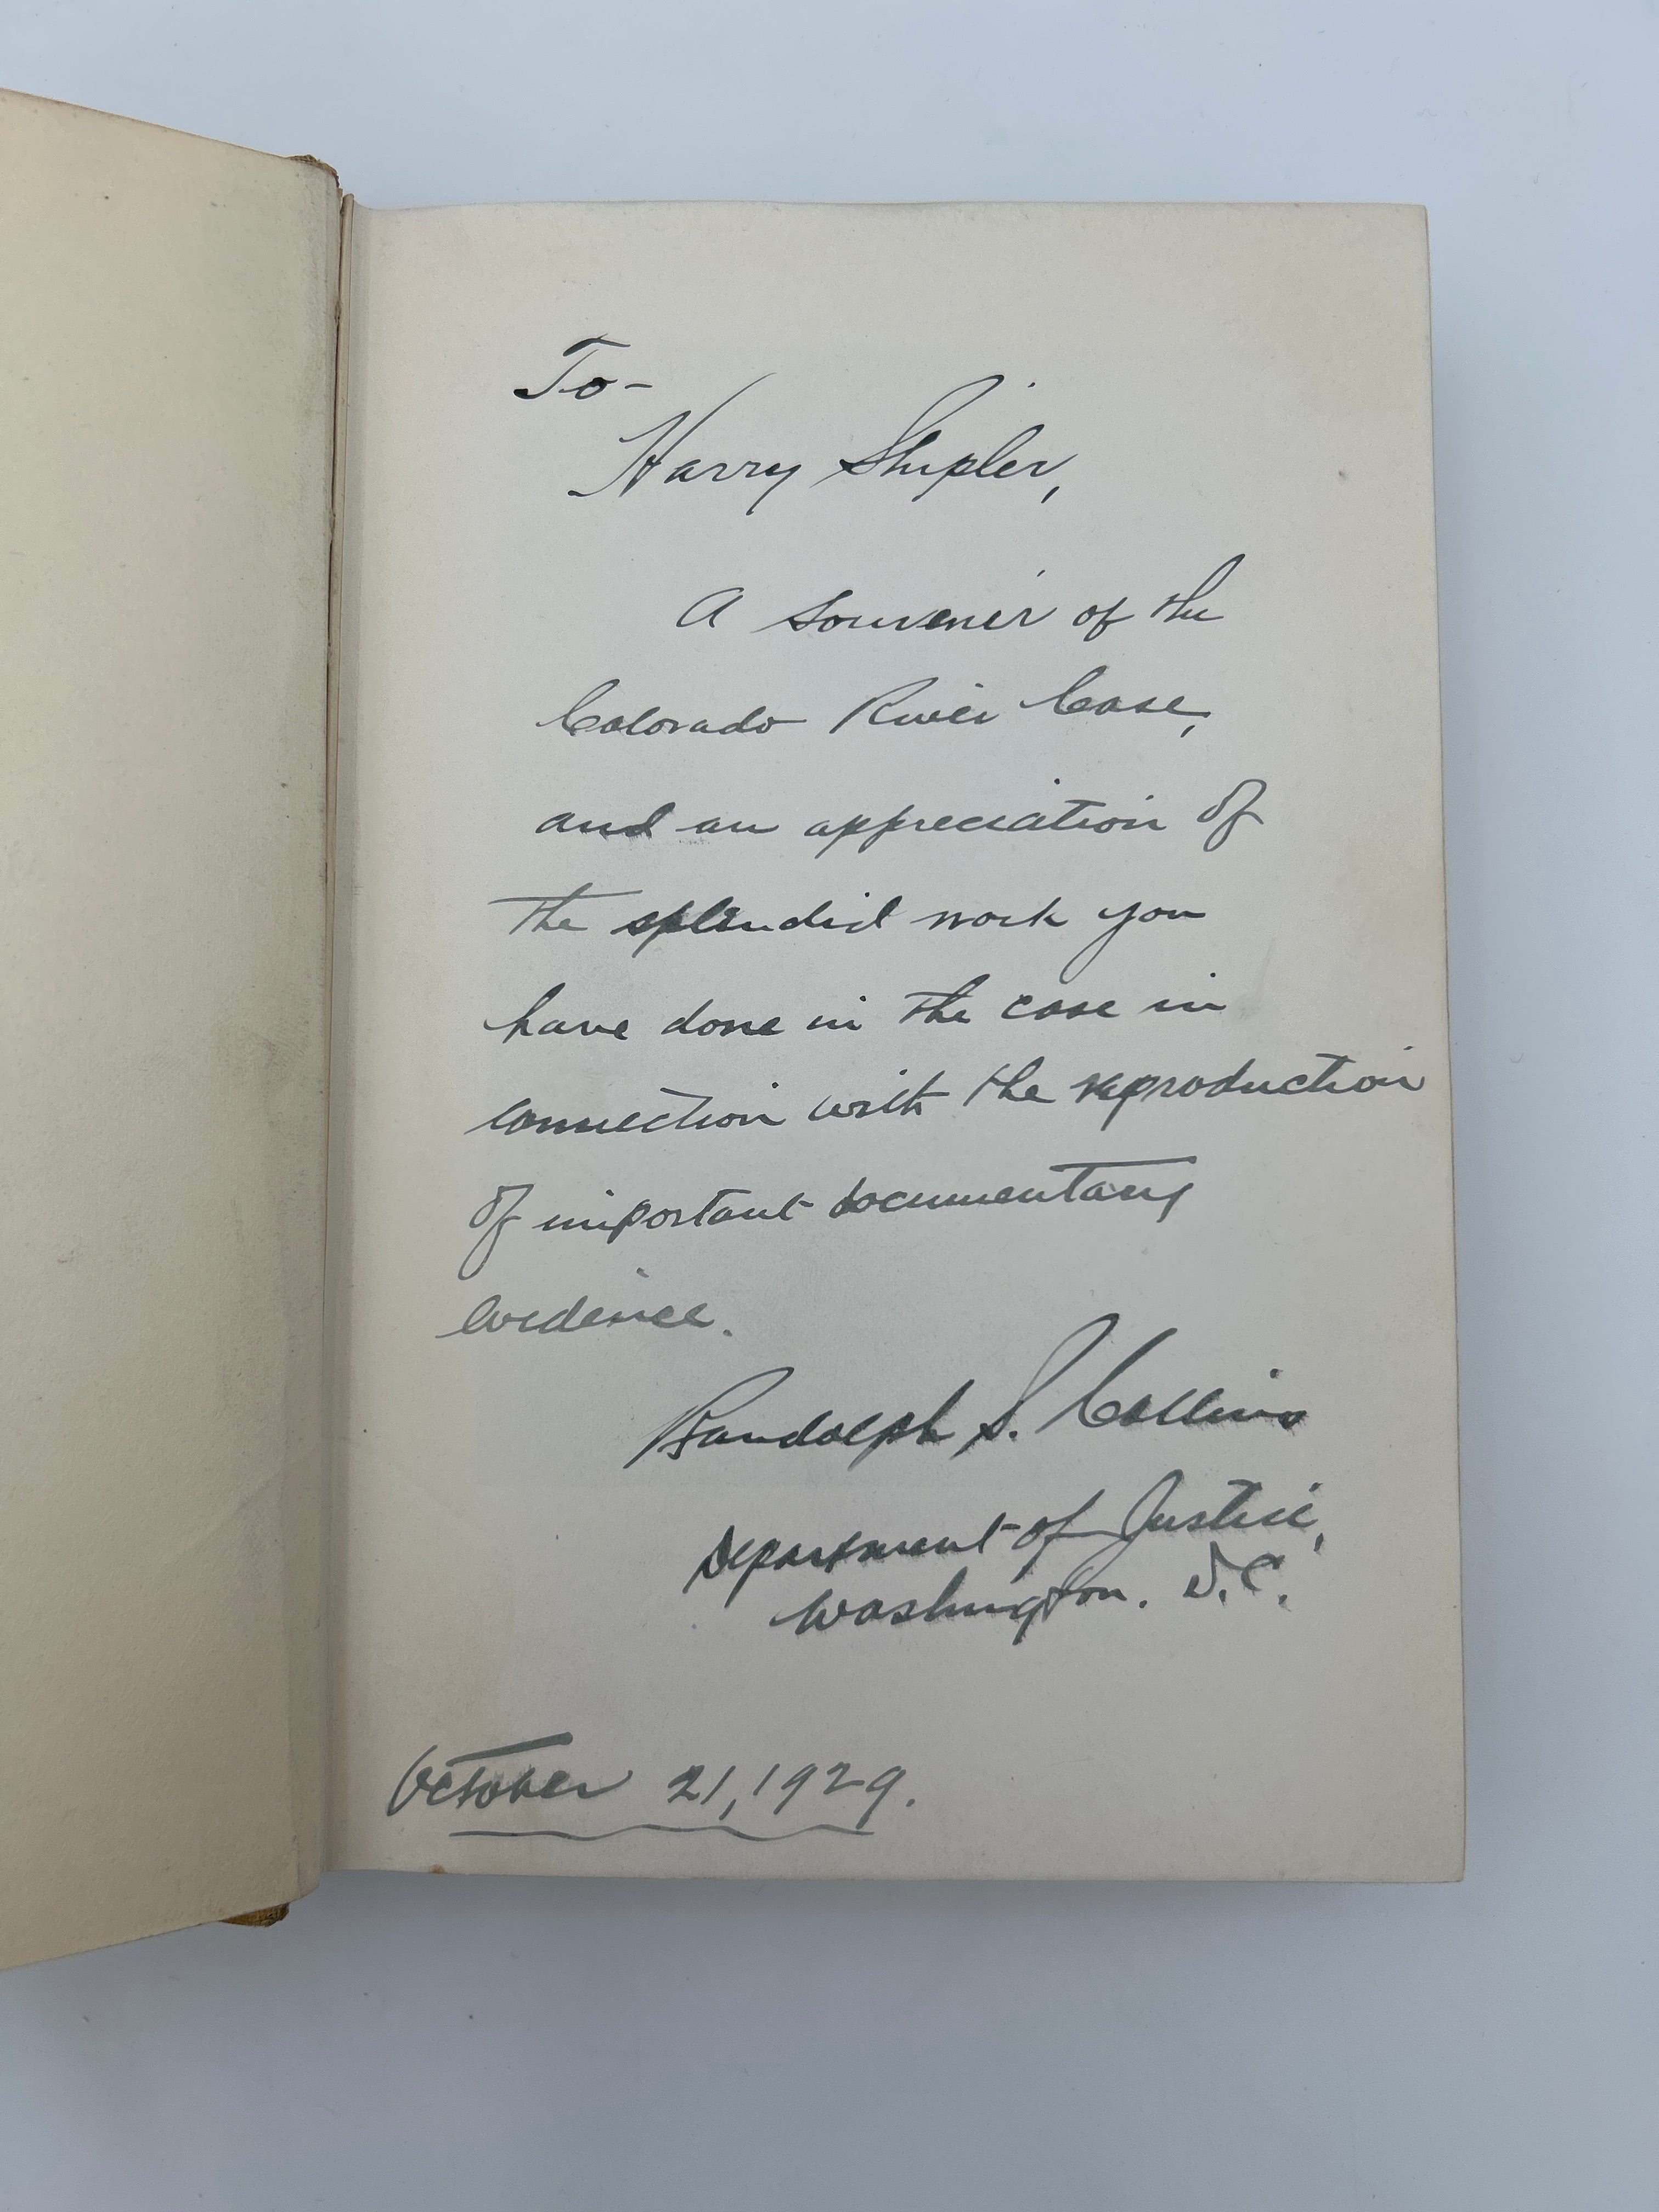 To-
Harry Shipler,
A souvenir of the
Colorado River Case,
and an appreciation of
the splendid work you
have done in the case in
connection with the reproduction
of important documentary
evidence.
Randolph S. Collins
Department of Justice,
Washington. D.C.
October 21, 1929.